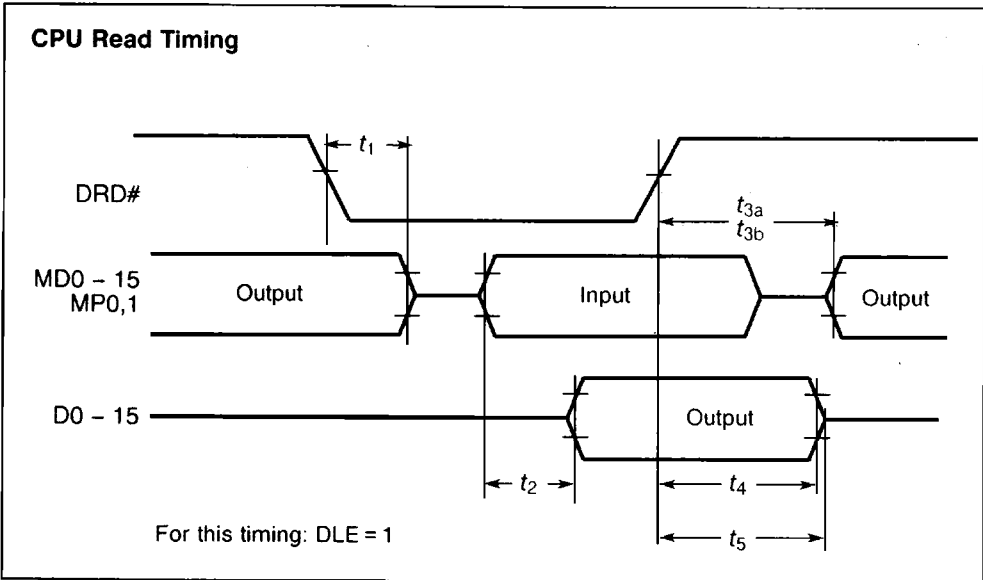 CPU Read Timing
t1
DRD#
t3a
t3b
MD0 – 15
MP0,1
Output
Input
Output
D0 – 15
Output
t2
t4
t5
For this timing: DLE = 1